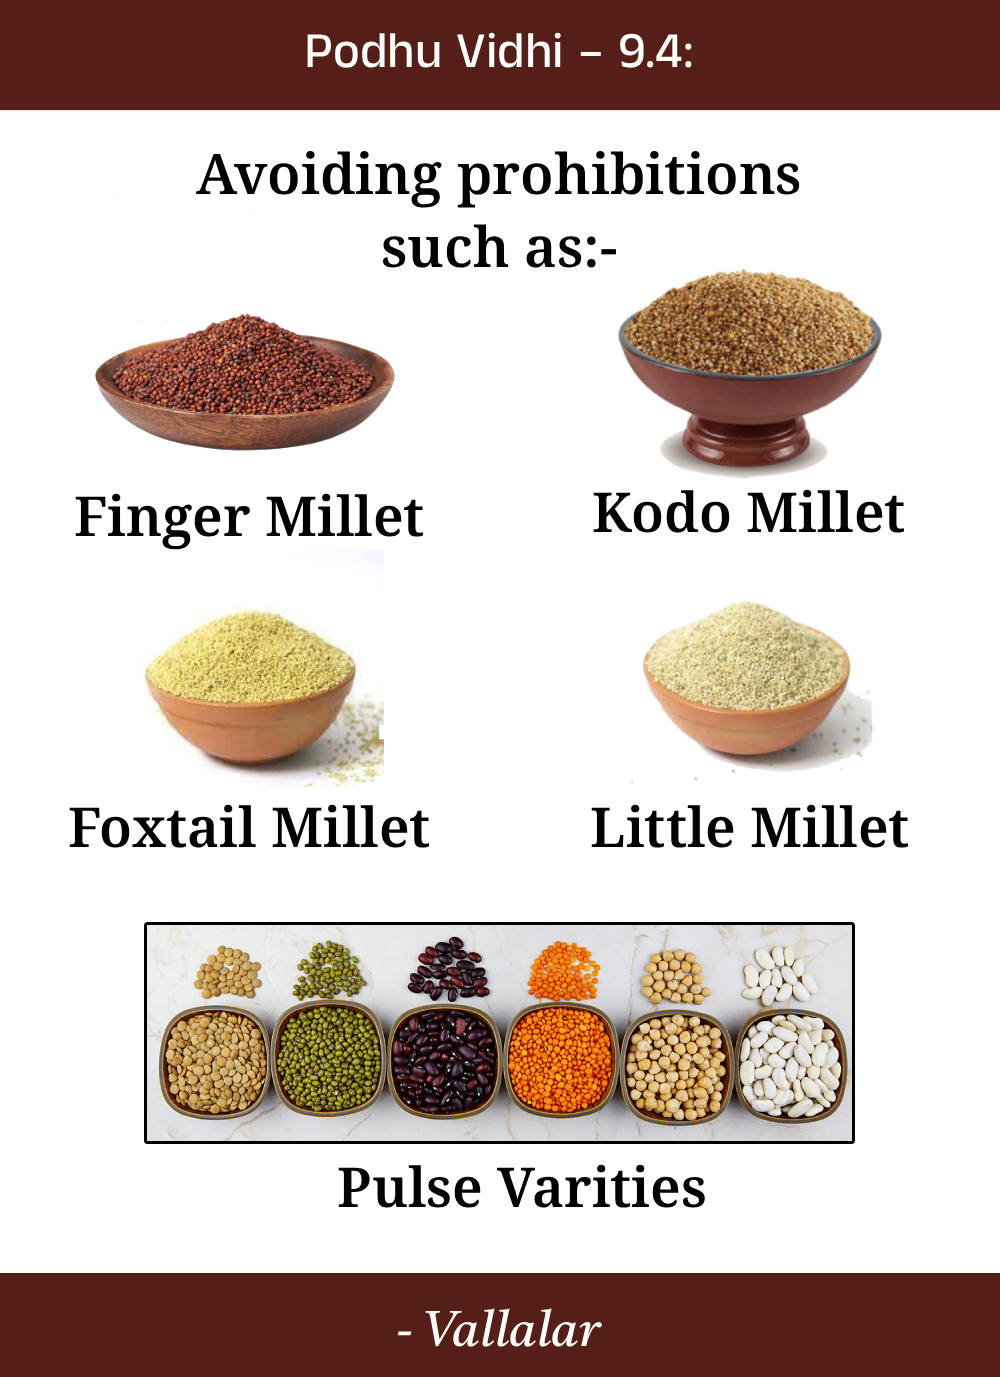 Podhu Vidhi – 9.4:
Avoiding prohibitions
such as:-
Finger Millet
Kodo Millet
Foxtail Millet
Little Millet
Pulse Varities
- Vallalar